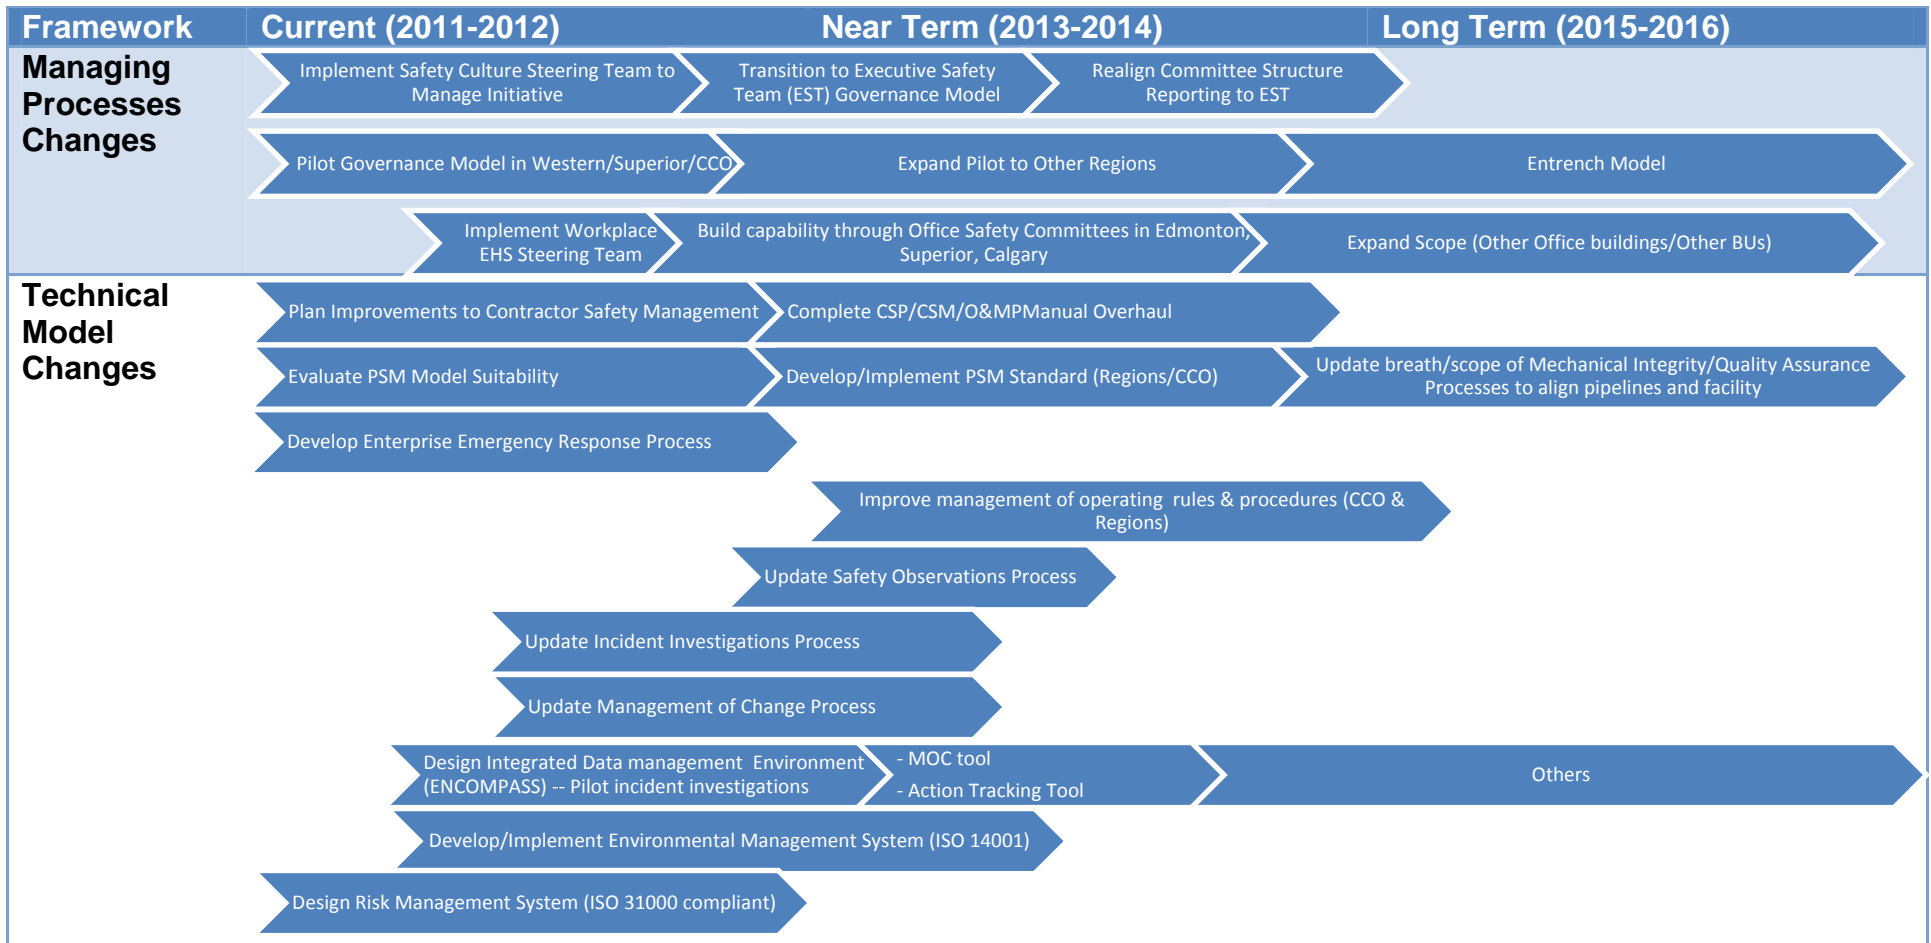 Framework
Current (2011-2012)
Near Term (2013-2014)
Long Term (2015-2016)
Managing
Processes
Changes
Implement Safety Culture Steering Team to
Manage Initiative
Transition to Executive Safety
Team (EST) Governance Model
Realign Committee Structure
Reporting to EST
Pilot Governance Model in Western/Superior/CCO
Expand Pilot to Other Regions
Entrench Model
Implement Workplace
EHS Steering Team
Build capability through Office Safety Committees in Edmonton,
Superior, Calgary
Expand Scope (Other Office buildings/Other BUs)
Technical
Model
Changes
Plan Improvements to Contractor Safety Management
Complete CSP/CSM/O&MPManual Overhaul
Evaluate PSM Model Suitability
Develop/Implement PSM Standard (Regions/CCO)
Update breath/scope of Mechanical Integrity/Quality Assurance
Processes to align pipelines and facility
Develop Enterprise Emergency Response Process
Improve management of operating rules & procedures (CCO &
Regions)
Update Safety Observations Process
Update Incident Investigations Process
Update Management of Change Process
Design Integrated Data management Environment
(ENCOMPASS) -- Pilot incident investigations
- MOC tool
- Action Tracking Tool
Others
Develop/Implement Environmental Management System (ISO 14001)
Design Risk Management System (ISO 31000 compliant)